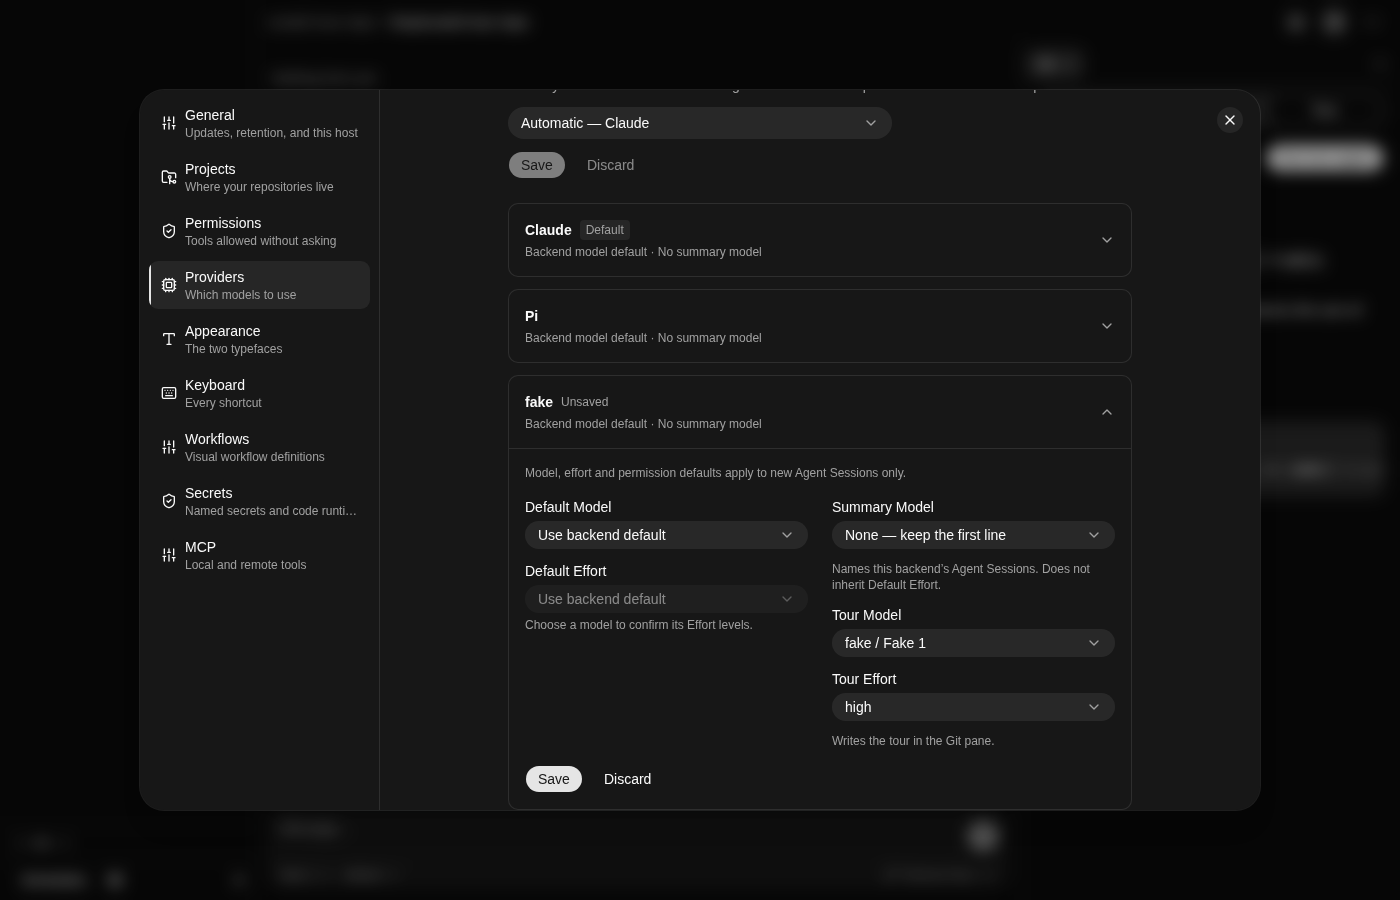 General
Updates, retention, and this host
Projects
Where your repositories live
Permissions
Tools allowed without asking
Providers
Which models to use
Appearance
The two typefaces
Keyboard
Every shortcut
Workflows
Visual workflow definitions
Secrets
Named secrets and code runti…
MCP
Local and remote tools
Automatic — Claude
Save Discard
Claude Default
Backend model default · No summary model
Pi
Backend model default · No summary model
fake Unsaved
Backend model default · No summary model
Model, effort and permission defaults apply to new Agent Sessions only.
Default Model
Use backend default
Default Effort
Use backend default
Choose a model to confirm its Effort levels.
Summary Model
None — keep the first line
Names this backend’s Agent Sessions. Does not
inherit Default Effort.
Tour Model
fake / Fake 1
Tour Effort
high
Writes the tour in the Git pane.
Save Discard